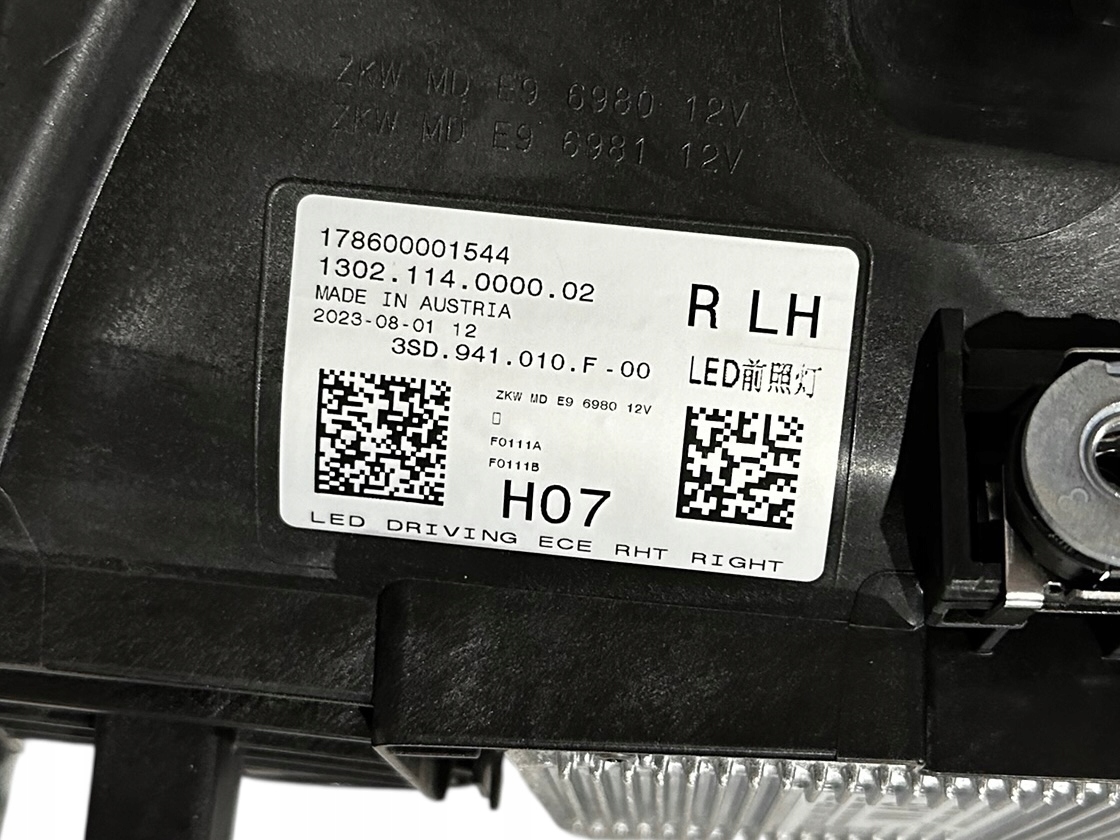 ZKW MD E9 6980 12V
ZKW MD E9 6981 12V
178600001544
1302.114.0000.02
MADE IN AUSTRIA
2023-08-01 12
3SD.941.010.F-00
R LH
LED前照灯
ZKW MD E9 6980 12V
F0111A
F0111B
H07
LED DRIVING ECE RHT RIGHT